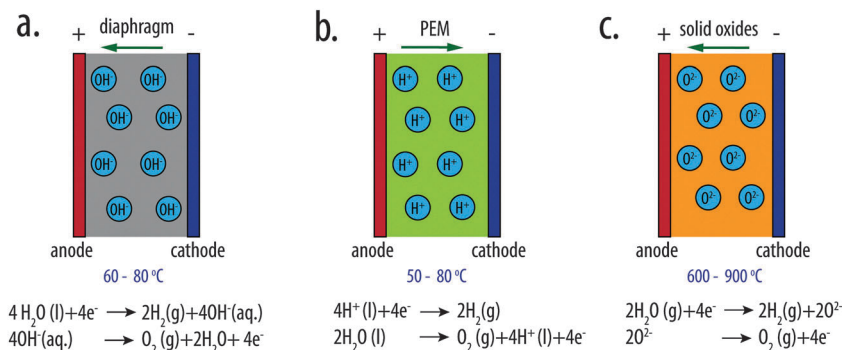 a.
diaphragm
+ -
OH⁻ OH⁻
OH⁻ OH⁻
OH⁻ OH⁻
OH⁻ OH⁻
anode cathode
60 - 80 ⁰C
4 H₂O (l)+4e⁻ → 2H₂(g)+4OH⁻(aq.)
4OH⁻(aq.) → O₂(g)+2H₂O+ 4e⁻
b.
PEM
+ -
H⁺ H⁺
H⁺ H⁺
H⁺ H⁺
H⁺ H⁺
anode cathode
50 - 80 ⁰C
4H⁺(l)+4e⁻ → 2H₂(g)
2H₂O (l) → O₂(g)+4H⁺(l)+4e⁻
c.
solid oxides
+ -
O²⁻ O²⁻
O²⁻ O²⁻
O²⁻ O²⁻
O²⁻ O²⁻
anode cathode
600 - 900 ⁰C
2H₂O (g)+4e⁻ → 2H₂(g)+2O²⁻
2O²⁻ → O₂(g)+4e⁻